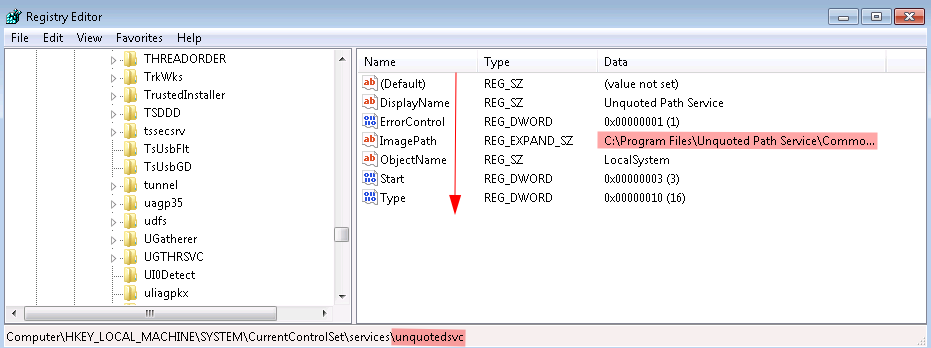 Registry Editor
File Edit View Favorites Help
THREADORDER
TrkWks
TrustedInstaller
TSDDD
tssecsrv
TsUsbFlt
TsUsbGD
tunnel
uagp35
udfs
UGatherer
UGTHRSVC
UI0Detect
uliagpkx
Name Type Data
(Default) REG_SZ (value not set)
DisplayName REG_SZ Unquoted Path Service
ErrorControl REG_DWORD 0x00000001 (1)
ImagePath REG_EXPAND_SZ C:\Program Files\Unquoted Path Service\Commo...
ObjectName REG_SZ LocalSystem
Start REG_DWORD 0x00000003 (3)
Type REG_DWORD 0x00000010 (16)
Computer\HKEY_LOCAL_MACHINE\SYSTEM\CurrentControlSet\services\unquotedsvc